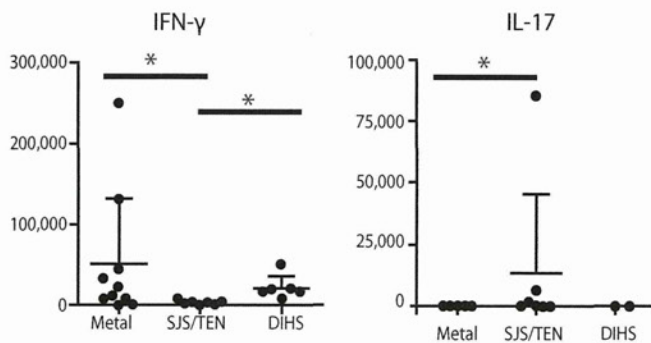 IFN-γ
300,000
200,000
100,000
0
*
*
Metal
SJS/TEN
DIHS
IL-17
100,000
75,000
50,000
25,000
0
*
Metal
SJS/TEN
DIHS